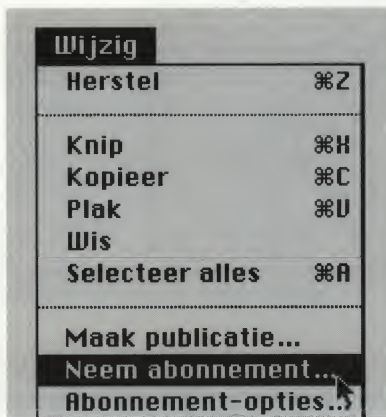 Wijzig
Herstel ⌘Z
Knip ⌘X
Kopieer ⌘C
Plak ⌘V
Wis
Selecteer alles ⌘A
Maak publicatie...
Neem abonnement...
Abonnement-opties...